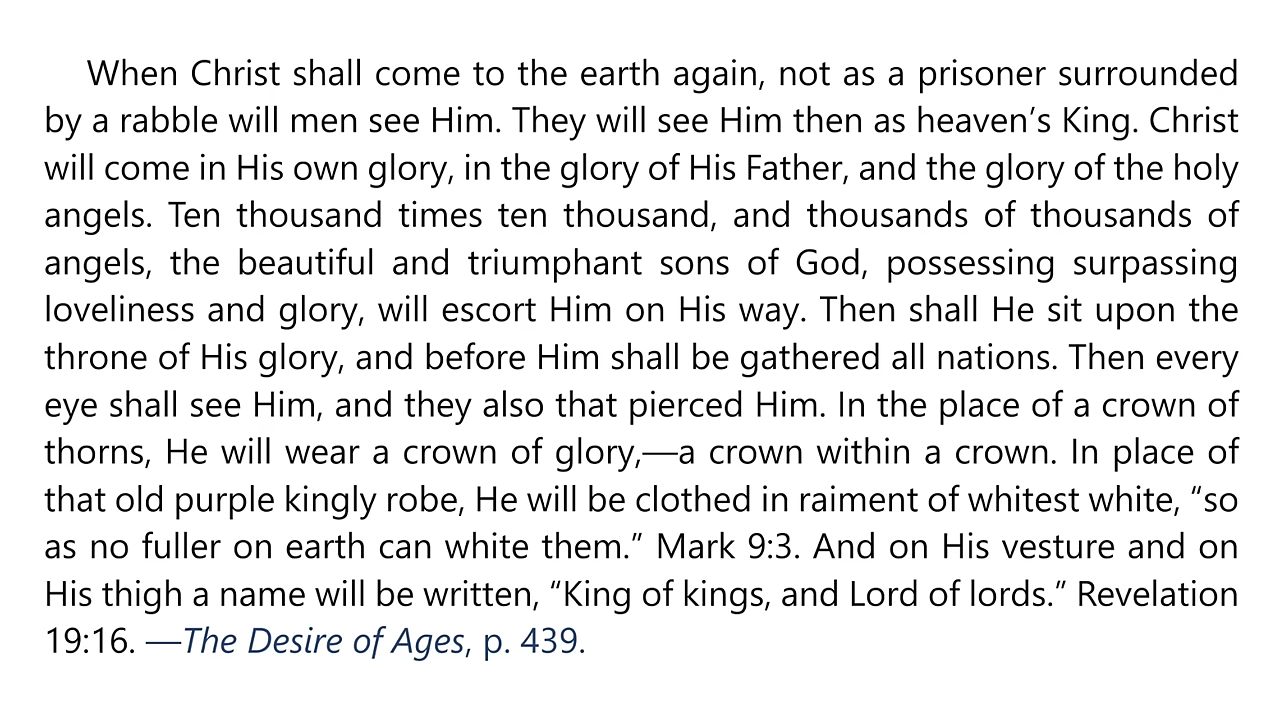 When Christ shall come to the earth again, not as a prisoner surrounded
by a rabble will men see Him. They will see Him then as heaven’s King. Christ
will come in His own glory, in the glory of His Father, and the glory of the holy
angels. Ten thousand times ten thousand, and thousands of thousands of
angels, the beautiful and triumphant sons of God, possessing surpassing
loveliness and glory, will escort Him on His way. Then shall He sit upon the
throne of His glory, and before Him shall be gathered all nations. Then every
eye shall see Him, and they also that pierced Him. In the place of a crown of
thorns, He will wear a crown of glory,—a crown within a crown. In place of
that old purple kingly robe, He will be clothed in raiment of whitest white, “so
as no fuller on earth can white them.” Mark 9:3. And on His vesture and on
His thigh a name will be written, “King of kings, and Lord of lords.” Revelation
19:16. —The Desire of Ages, p. 439.